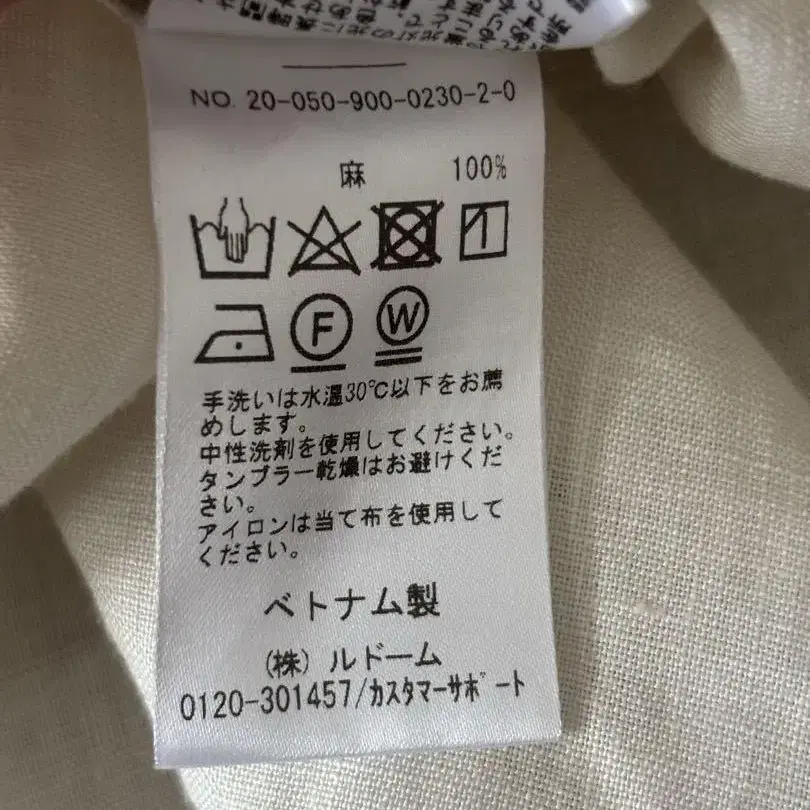 NO. 20-050-900-0230-2-0
麻 100%
F W
手洗いは水温30℃以下をお薦
めします。
中性洗剤を使用してください。
タンブラー乾燥はお避けくだ
さい。
アイロンは当て布を使用して
ください。
ベトナム製
(株) ルドーム
0120-301457/カスタマーサポート